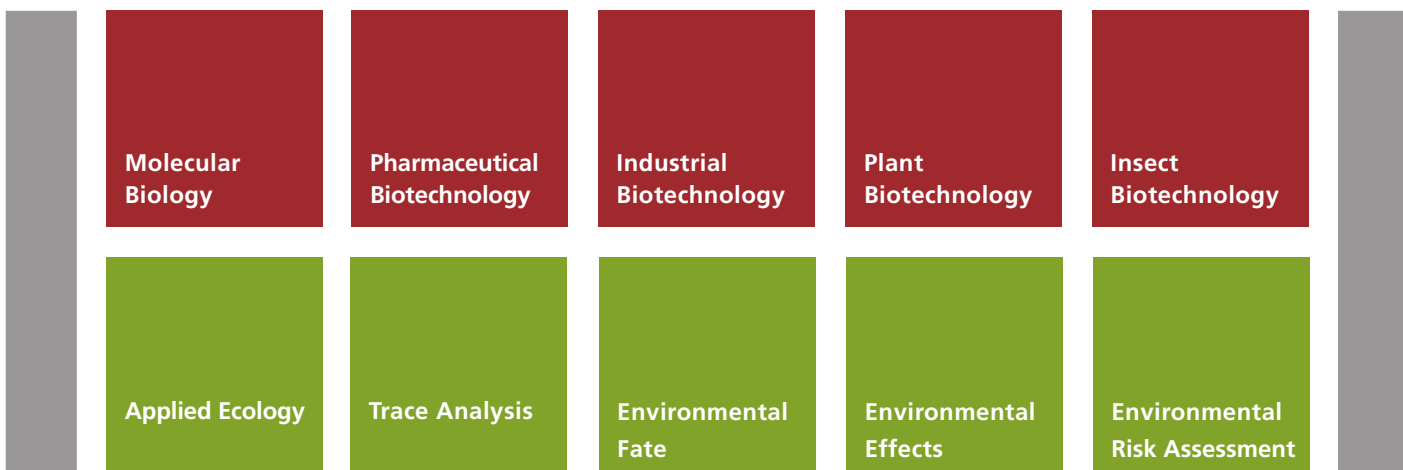 Molecular
Biology
Pharmaceutical
Biotechnology
Industrial
Biotechnology
Plant
Biotechnology
Insect
Biotechnology
Applied Ecology
Trace Analysis
Environmental
Fate
Environmental
Effects
Environmental
Risk Assessment